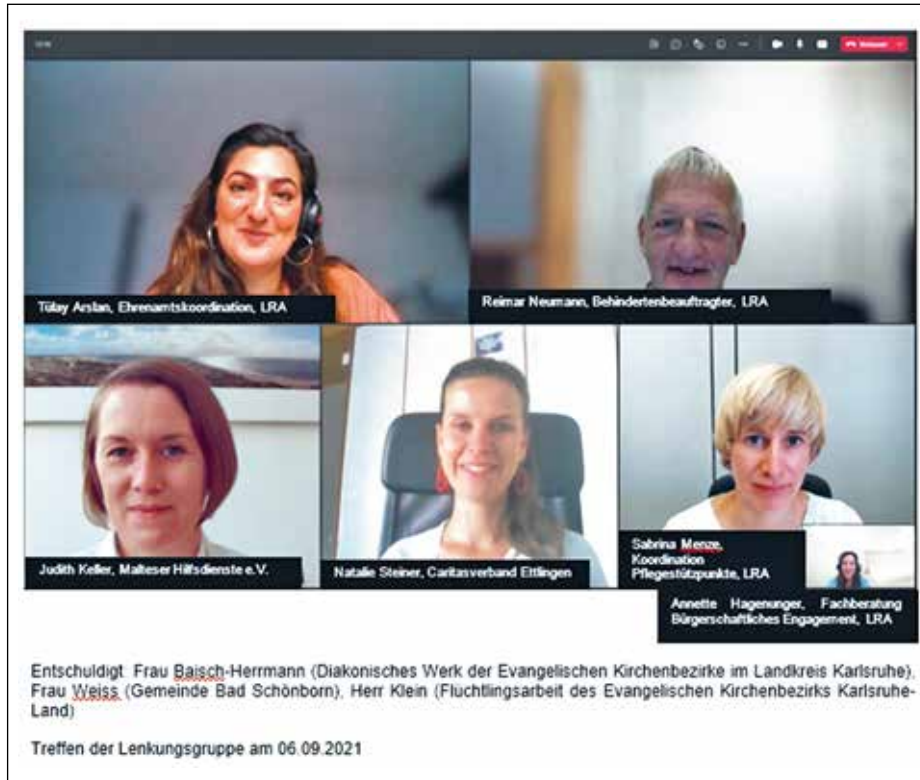 Tülay Arslan, Ehrenamtskoordination, LRA
Reimar Neumann, Behindertenbeauftragter, LRA
Judith Keller, Malteser Hilfsdienste e.V.
Natalie Steiner, Caritasverband Ettlingen
Sabrina Menze,
Koordination
Pflegestützpunkte, LRA
Annette Hagenunger, Fachberatung
Bürgerschaftliches Engagement, LRA
Entschuldigt Frau Baisch-Herrmann (Diakonisches Werk der Evangelischen Kirchenbezirke im Landkreis Karlsruhe),
Frau Weiss (Gemeinde Bad Schönborn), Herr Klein (Flüchtlingsarbeit des Evangelischen Kirchenbezirks Karlsruhe-
Land)
Treffen der Lenkungsgruppe am 06.09.2021